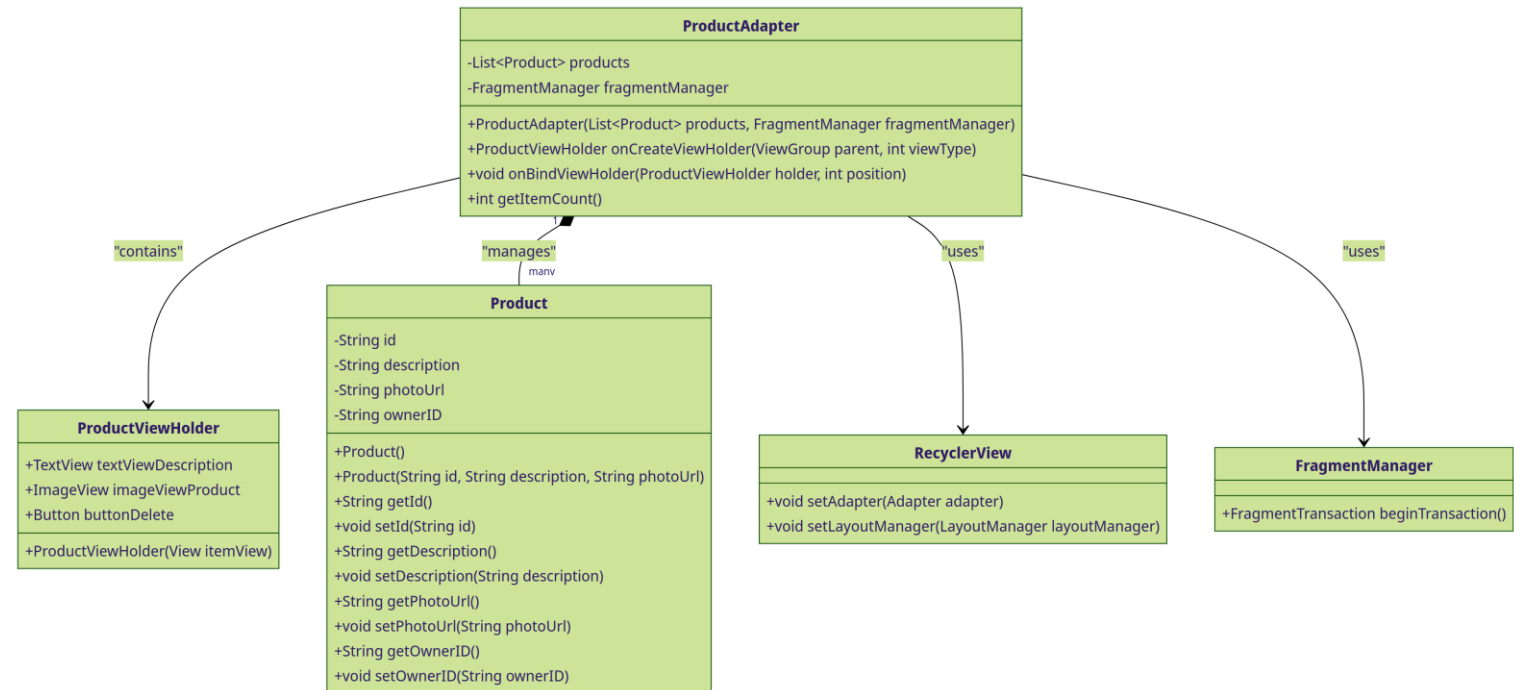 ProductAdapter
-List<Product> products
-FragmentManager fragmentManager
+ProductAdapter(List<Product> products, FragmentManager fragmentManager)
+ProductViewHolder onCreateViewHolder(ViewGroup parent, int viewType)
+void onBindViewHolder(ProductViewHolder holder, int position)
+int getItemCount()
1
"contains"
"manages"
"uses"
"uses"
many
Product
-String id
-String description
-String photoUrl
-String ownerID
+Product()
+Product(String id, String description, String photoUrl)
+String getId()
+void setId(String id)
+String getDescription()
+void setDescription(String description)
+String getPhotoUrl()
+void setPhotoUrl(String photoUrl)
+String getOwnerID()
+void setOwnerID(String ownerID)
ProductViewHolder
+TextView textViewDescription
+ImageView imageViewProduct
+Button buttonDelete
+ProductViewHolder(View itemView)
RecyclerView
+void setAdapter(Adapter adapter)
+void setLayoutManager(LayoutManager layoutManager)
FragmentManager
+FragmentTransaction beginTransaction()